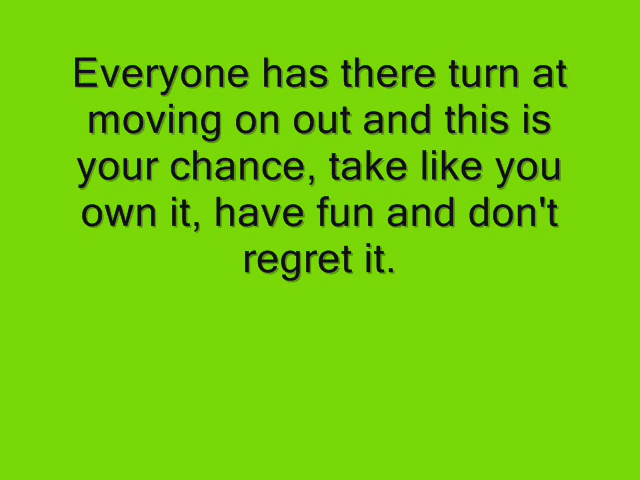 Everyone has there turn at
moving on out and this is
your chance, take like you
own it, have fun and don't
regret it.